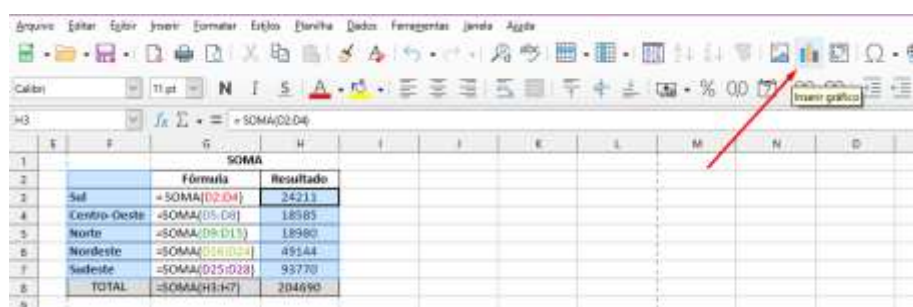 Arquivo Editar Exibir Inserir Formatar Estilos Planilha Dados Ferramentas Janela Ajuda
Calibri 11 pt N I S A % 0,0
Inserir gráfico
H3 fx Σ = =SOMA(D2:D4)
E F G H I J K L M N O
1 SOMA
2 Fórmula Resultado
3 Sul =SOMA(D2:D4) 24211
4 Centro-Oeste =SOMA(D5:D8) 18585
5 Norte =SOMA(D9:D15) 18980
6 Nordeste =SOMA(D16:D24) 49144
7 Sudeste =SOMA(D25:D28) 93770
8 TOTAL =SOMA(H3:H7) 204690
9